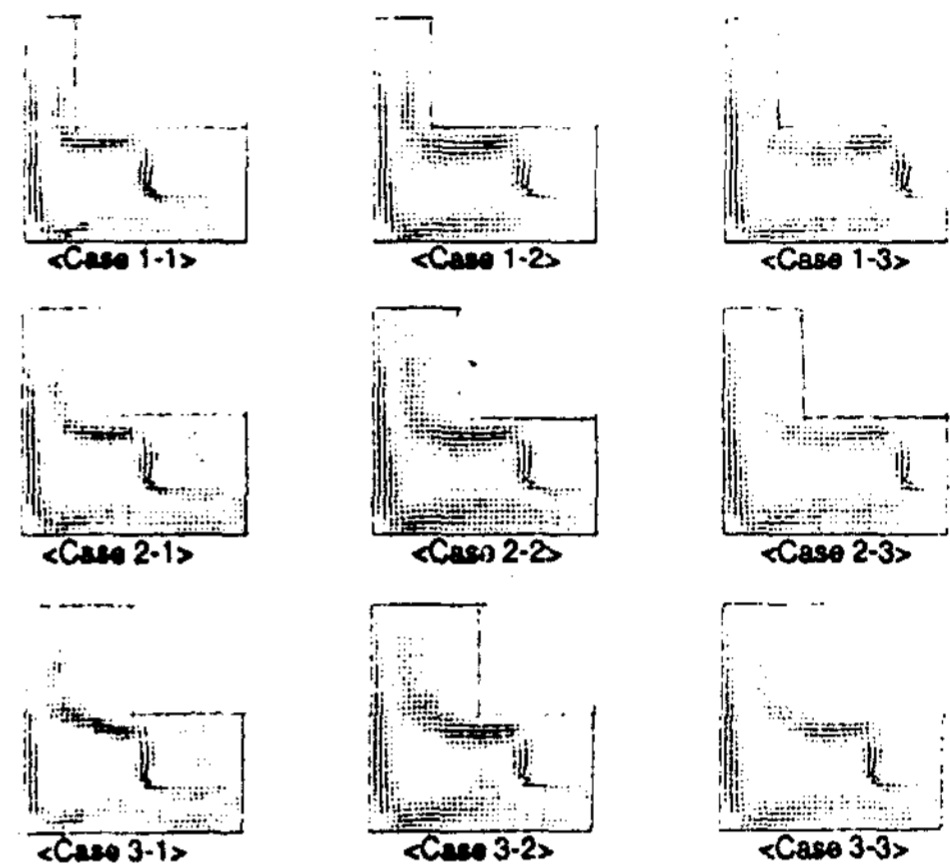 <Case 1-1>
<Case 1-2>
<Case 1-3>
<Case 2-1>
<Case 2-2>
<Case 2-3>
<Case 3-1>
<Case 3-2>
<Case 3-3>